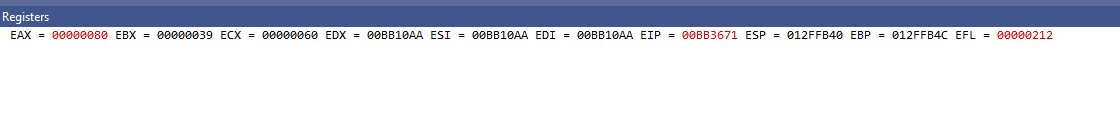 Registers
EAX = 00000080 EBX = 00000039 ECX = 00000060 EDX = 00BB10AA ESI = 00BB10AA EDI = 00BB10AA EIP = 00BB3671 ESP = 012FFB40 EBP = 012FFB4C EFL = 00000212